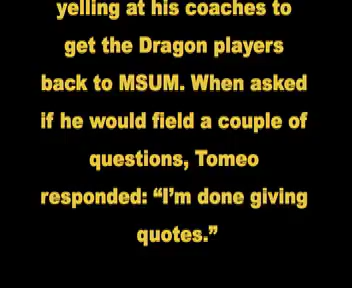 yelling at his coaches to
get the Dragon players
back to MSUM. When asked
if he would field a couple of
questions, Tomeo
responded: “I’m done giving
quotes.”